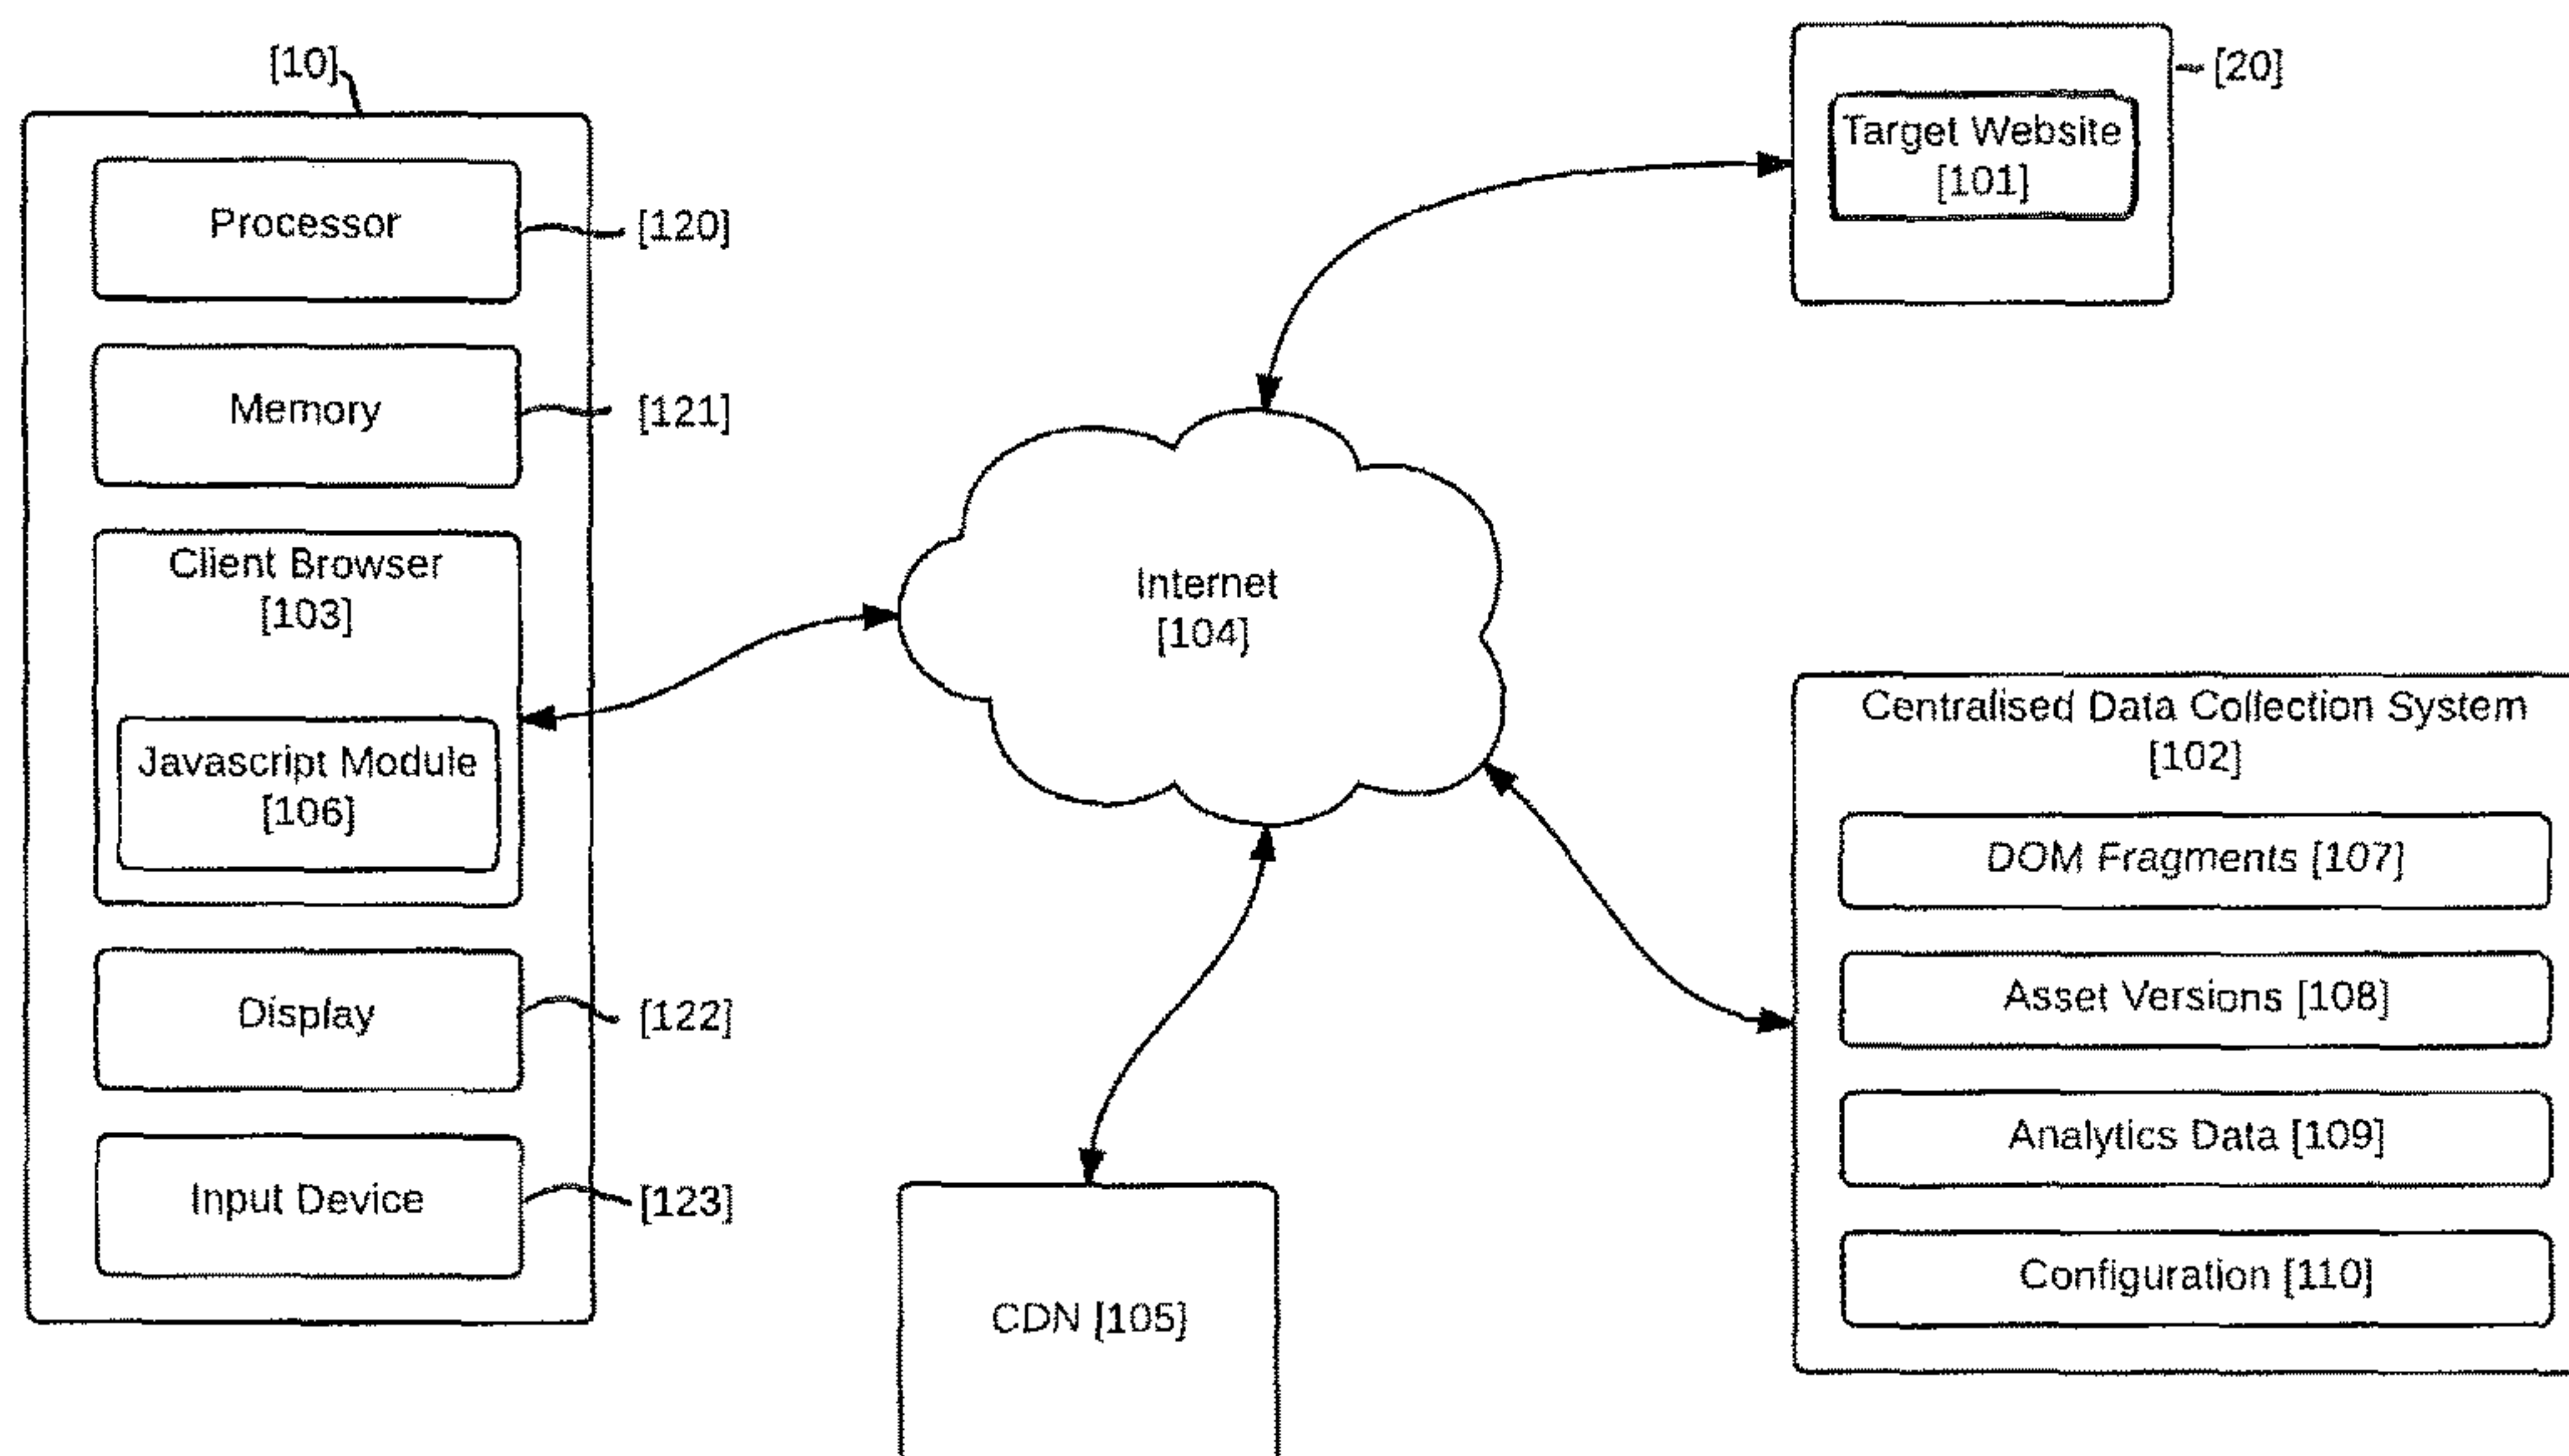 [10]
Processor
[120]
Memory
[121]
Client Browser
[103]
Javascript Module
[106]
Display
[122]
Input Device
[123]
Internet
[104]
CDN [105]
Target Website
[101]
[20]
Centralised Data Collection System
[102]
DOM Fragments [107]
Asset Versions [108]
Analytics Data [109]
Configuration [110]